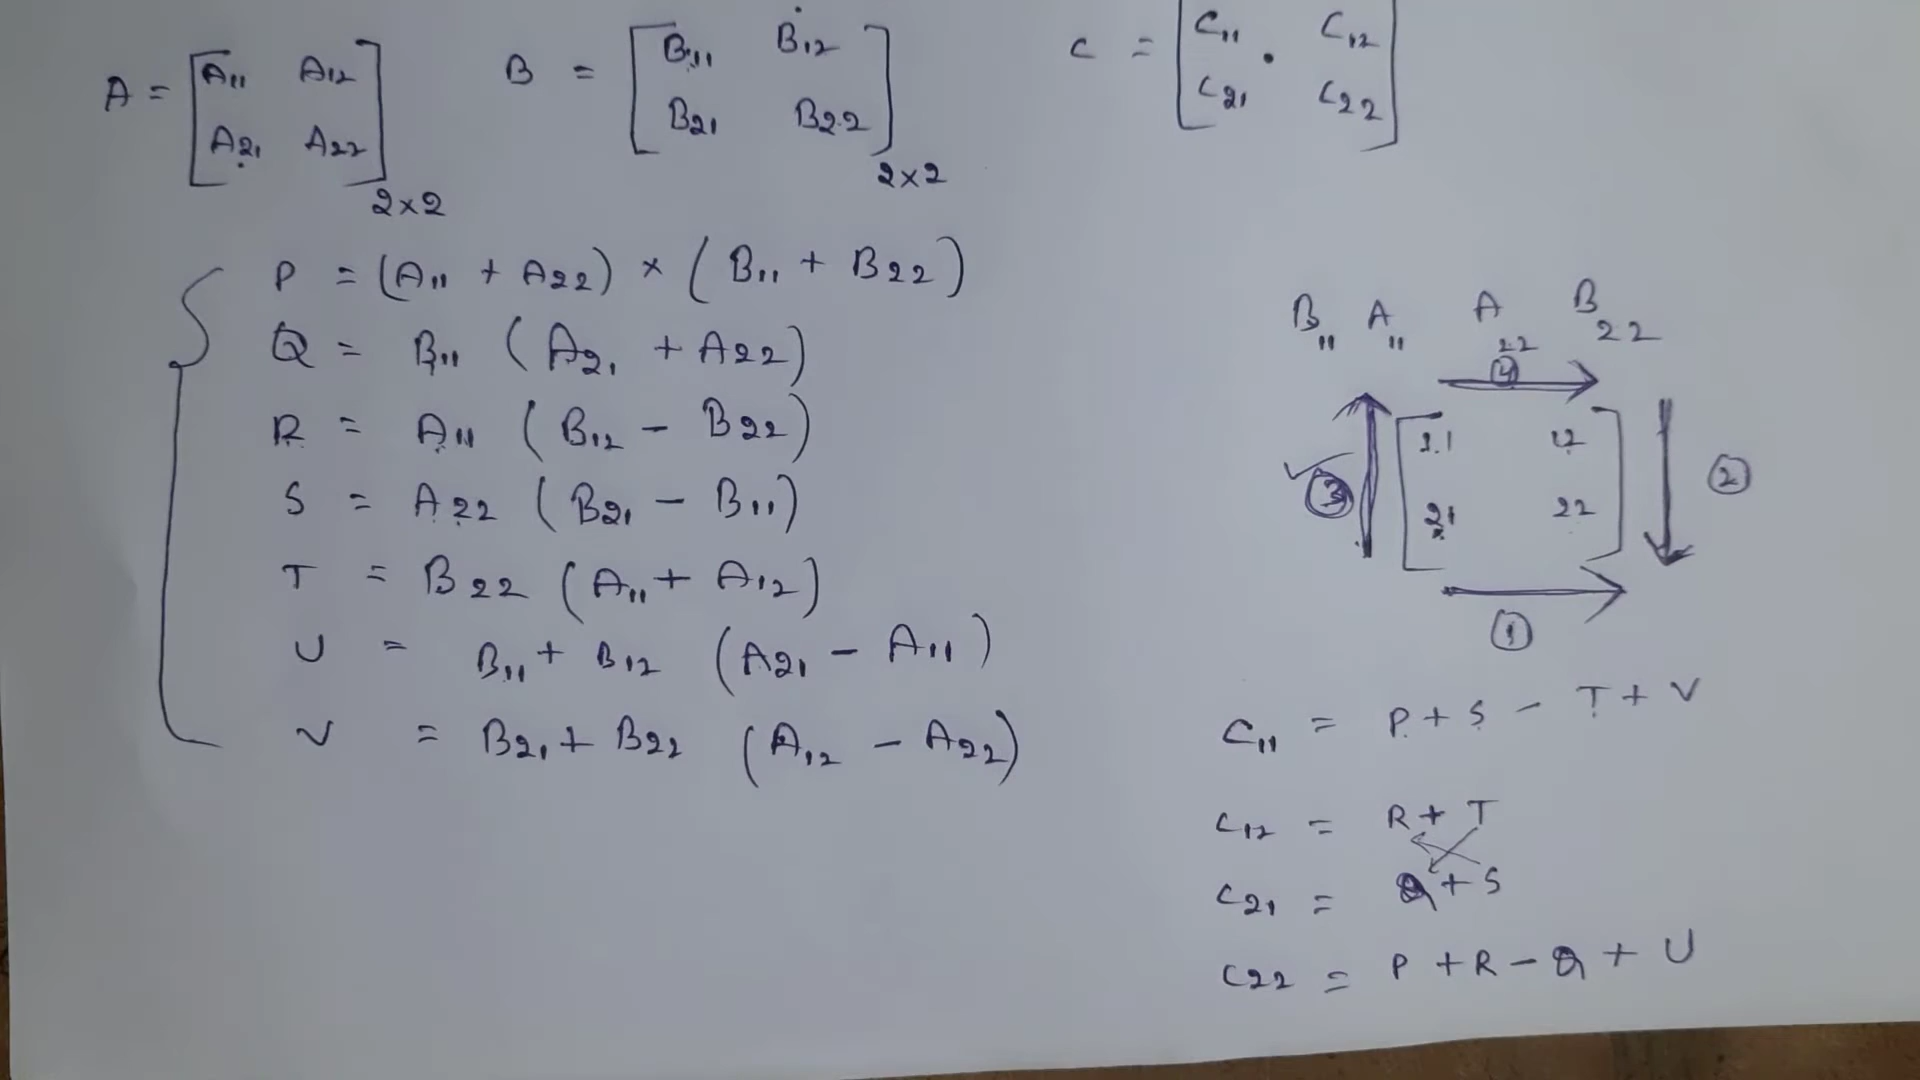 A = [A11 A12
A21 A22] 2×2
B = [B11 B12
B21 B22] 2×2
C = [C11 C12
C21 C22]
P = (A11 + A22) × (B11 + B22)
Q = B11 (A21 + A22)
R = A11 (B12 - B22)
S = A22 (B21 - B11)
T = B22 (A11 + A12)
U = B11 + B12 (A21 - A11)
V = B21 + B22 (A12 - A22)
B11 A11 A22 B22
4
11 12
3 2
21 22
1
C11 = P + S - T + V
C12 = R + T
C21 = Q + S
C22 = P + R - Q + U